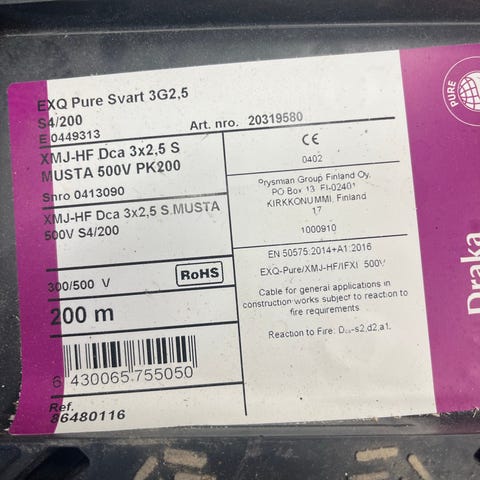 EXQ Pure Svart 3G2,5
S4/200
E 0449313
Art. nro. 20319580
XMJ-HF Dca 3x2,5 S
MUSTA 500V PK200
Snro 0413090
XMJ-HF Dca 3x2,5 S MUSTA
500V S4/200
300/500 V
RoHS
200 m
6 430065 755050
Ref.
86480116
CE
0402
Prysmian Group Finland Oy,
PO Box 13, FI-02401
KIRKKONUMMI, Finland
17
1000910
EN 50575:2014+A1:2016
EXQ-Pure/XMJ-HF/IFXI 500V
Cable for general applications in
construction works subject to reaction to
fire requirements
Reaction to Fire: Dca-s2,d2,a1.
PURE
Draka